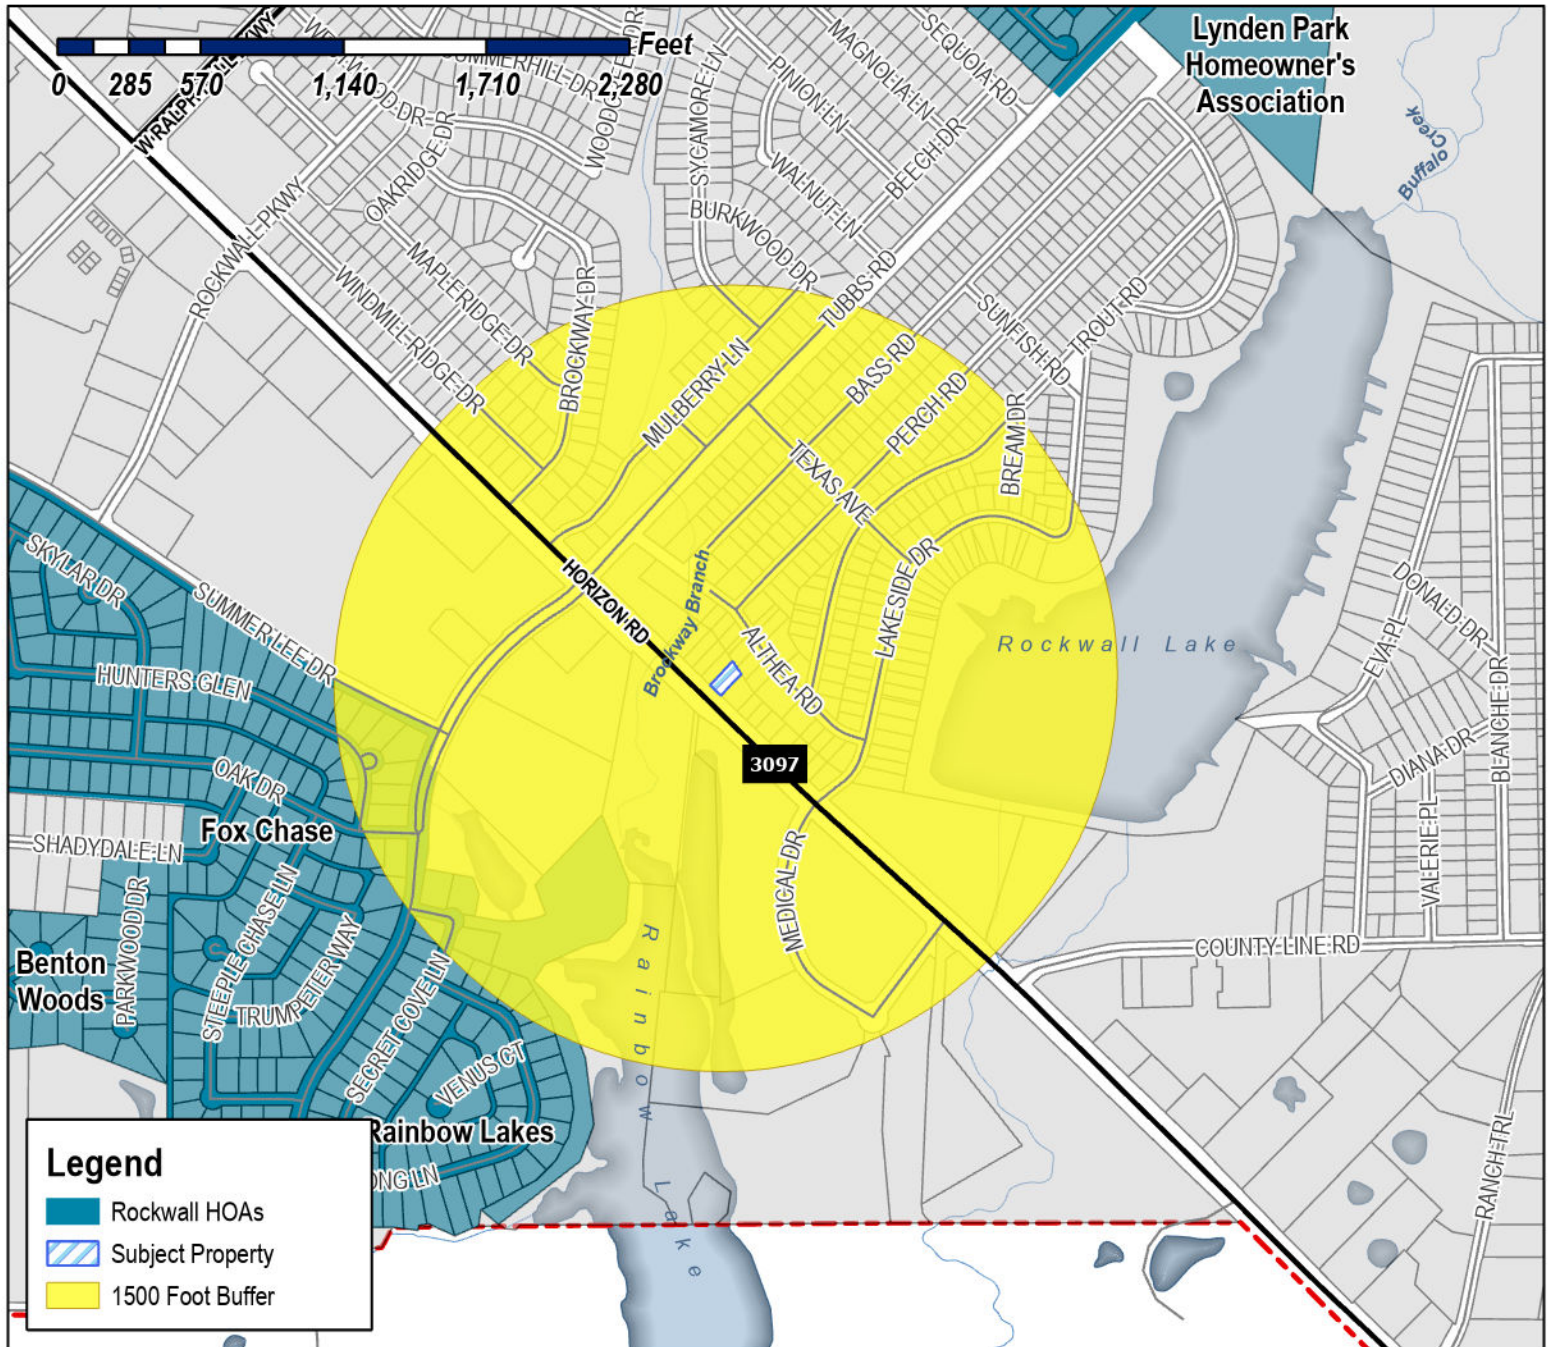 Feet
0 285 570 1,140 1,710 2,280
Lynden Park
Homeowner's
Association
SUMMERHILL DR
SYCAMORE LN
MAGNOLIA LN
SEQUOIA RD
PINION LN
BEECH DR
WALNUT LN
BURKWOOD DR
TUBBS RD
OAKRIDGE DR
ROCKWALL PKWY
MAPLERIDGE DR
WINDMILL RIDGE DR
BROCKWAY DR
MULBERRY LN
BASS RD
PERCH RD
SUNFISH RD
TROUT RD
Buffalo Creek
TEXAS AVE
BREAM DR
HORIZON RD
Brockway Branch
LAKESIDE DR
ALTHEA RD
Rockwall Lake
DONALD DR
EVA PL
BLANCHE DR
DIANA DR
VALERIE PL
SKYLAR DR
SUMMER LEE DR
HUNTERS GLEN
OAK DR
3097
Fox Chase
SHADYDALE LN
MEDICAL DR
PARKWOOD DR
STEEPLE CHASE LN
TRUMPETER WAY
SECRET COVE LN
VENUS CT
Benton
Woods
COUNTY LINE RD
RANCH TRL
Rainbow Lake
Rainbow Lakes
ONG LN
Legend
Rockwall HOAs
Subject Property
1500 Foot Buffer